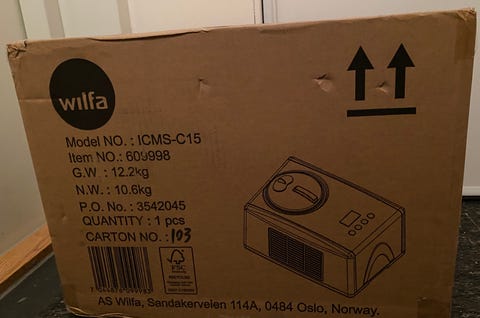 wilfa
Model NO. : ICMS-C15
Item NO. : 609998
G.W : 12.2kg
N.W. : 10.6kg
P.O. No. : 3542045
QUANTITY : 1 pcs
CARTON NO. : 103
FSC
AS Wilfa, Sandakerveien 114A, 0484 Oslo, Norway.